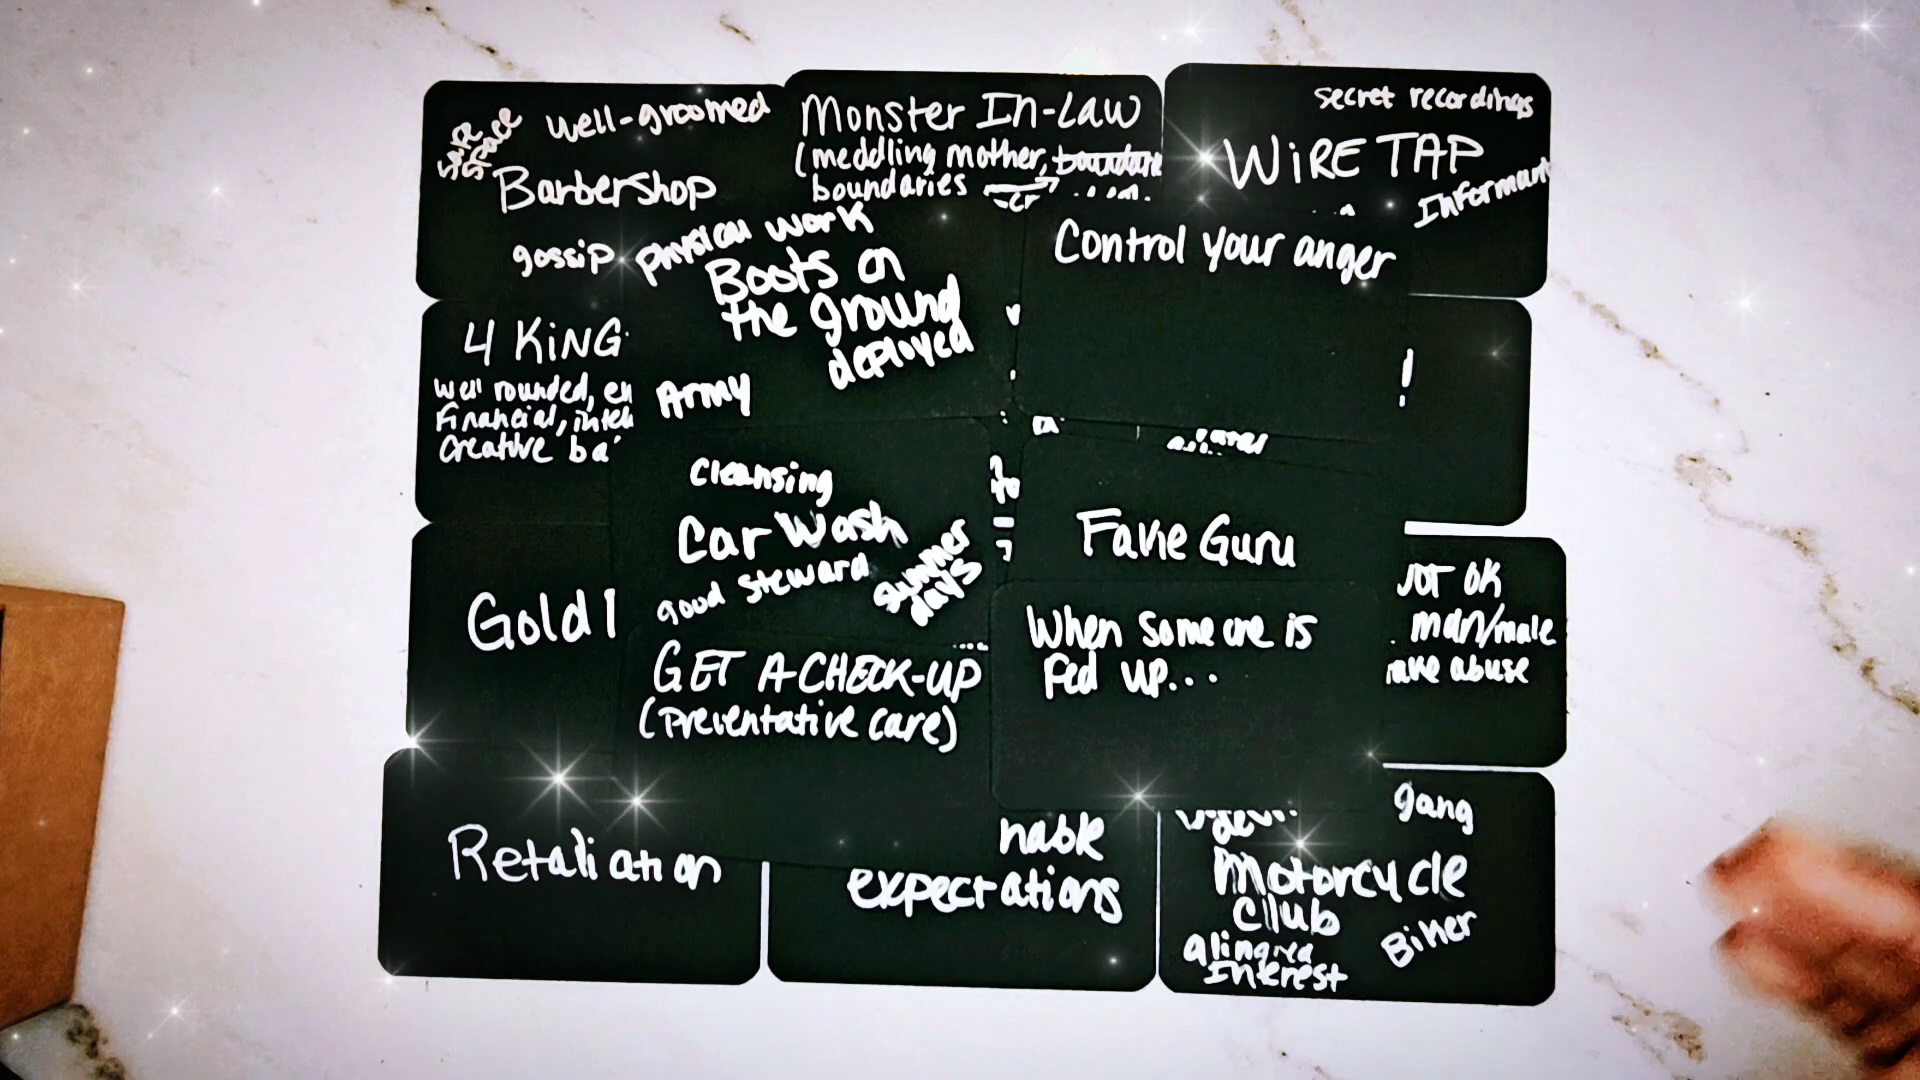 safe space
well-groomed
Barbershop
gossip
Monster In-Law
(meddling mother,
boundaries
secret recordings
WIRE TAP
Informant
physical work
Boots on
the ground
deployed
Army
Control your anger
4 KING
well rounded,
Financial,
Creative
!
cleansing
Car Wash
good steward
summer
days
to
Fake Guru
Gold
GET A CHECK-UP
(Preventative care)
When someone is
Fed up...
NOT OK
man/male
abuse
Retaliation
expectations
gang
Motorcycle
Cllub
Biker
Interest